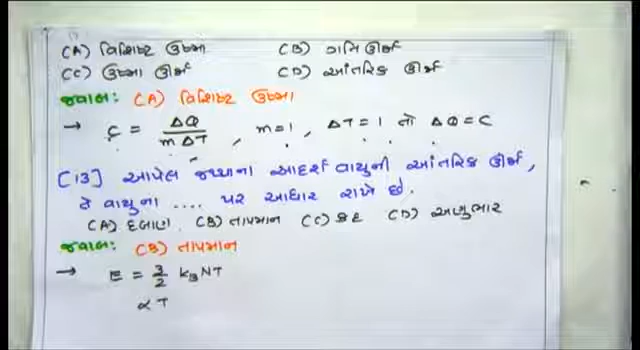 (A) વિશિષ્ટ ઉષ્મા (B) ગતિ ઊર્જા
(C) ઉષ્મા ઊર્જા (D) આંતરિક ઊર્જા
જવાબ: (A) વિશિષ્ટ ઉષ્મા
→ C = ΔQ / mΔT , m=1 , ΔT=1 તો ΔQ=C
[13] આપેલ જથ્થાના આદર્શ વાયુની આંતરિક ઊર્જા,
તે વાયુના .... પર આધાર રાખે છે.
(A) દબાણ (B) તાપમાન (C) કદ (D) અણુભાર
જવાબ: (B) તાપમાન
→ E = 3/2 kBNT
∝ T